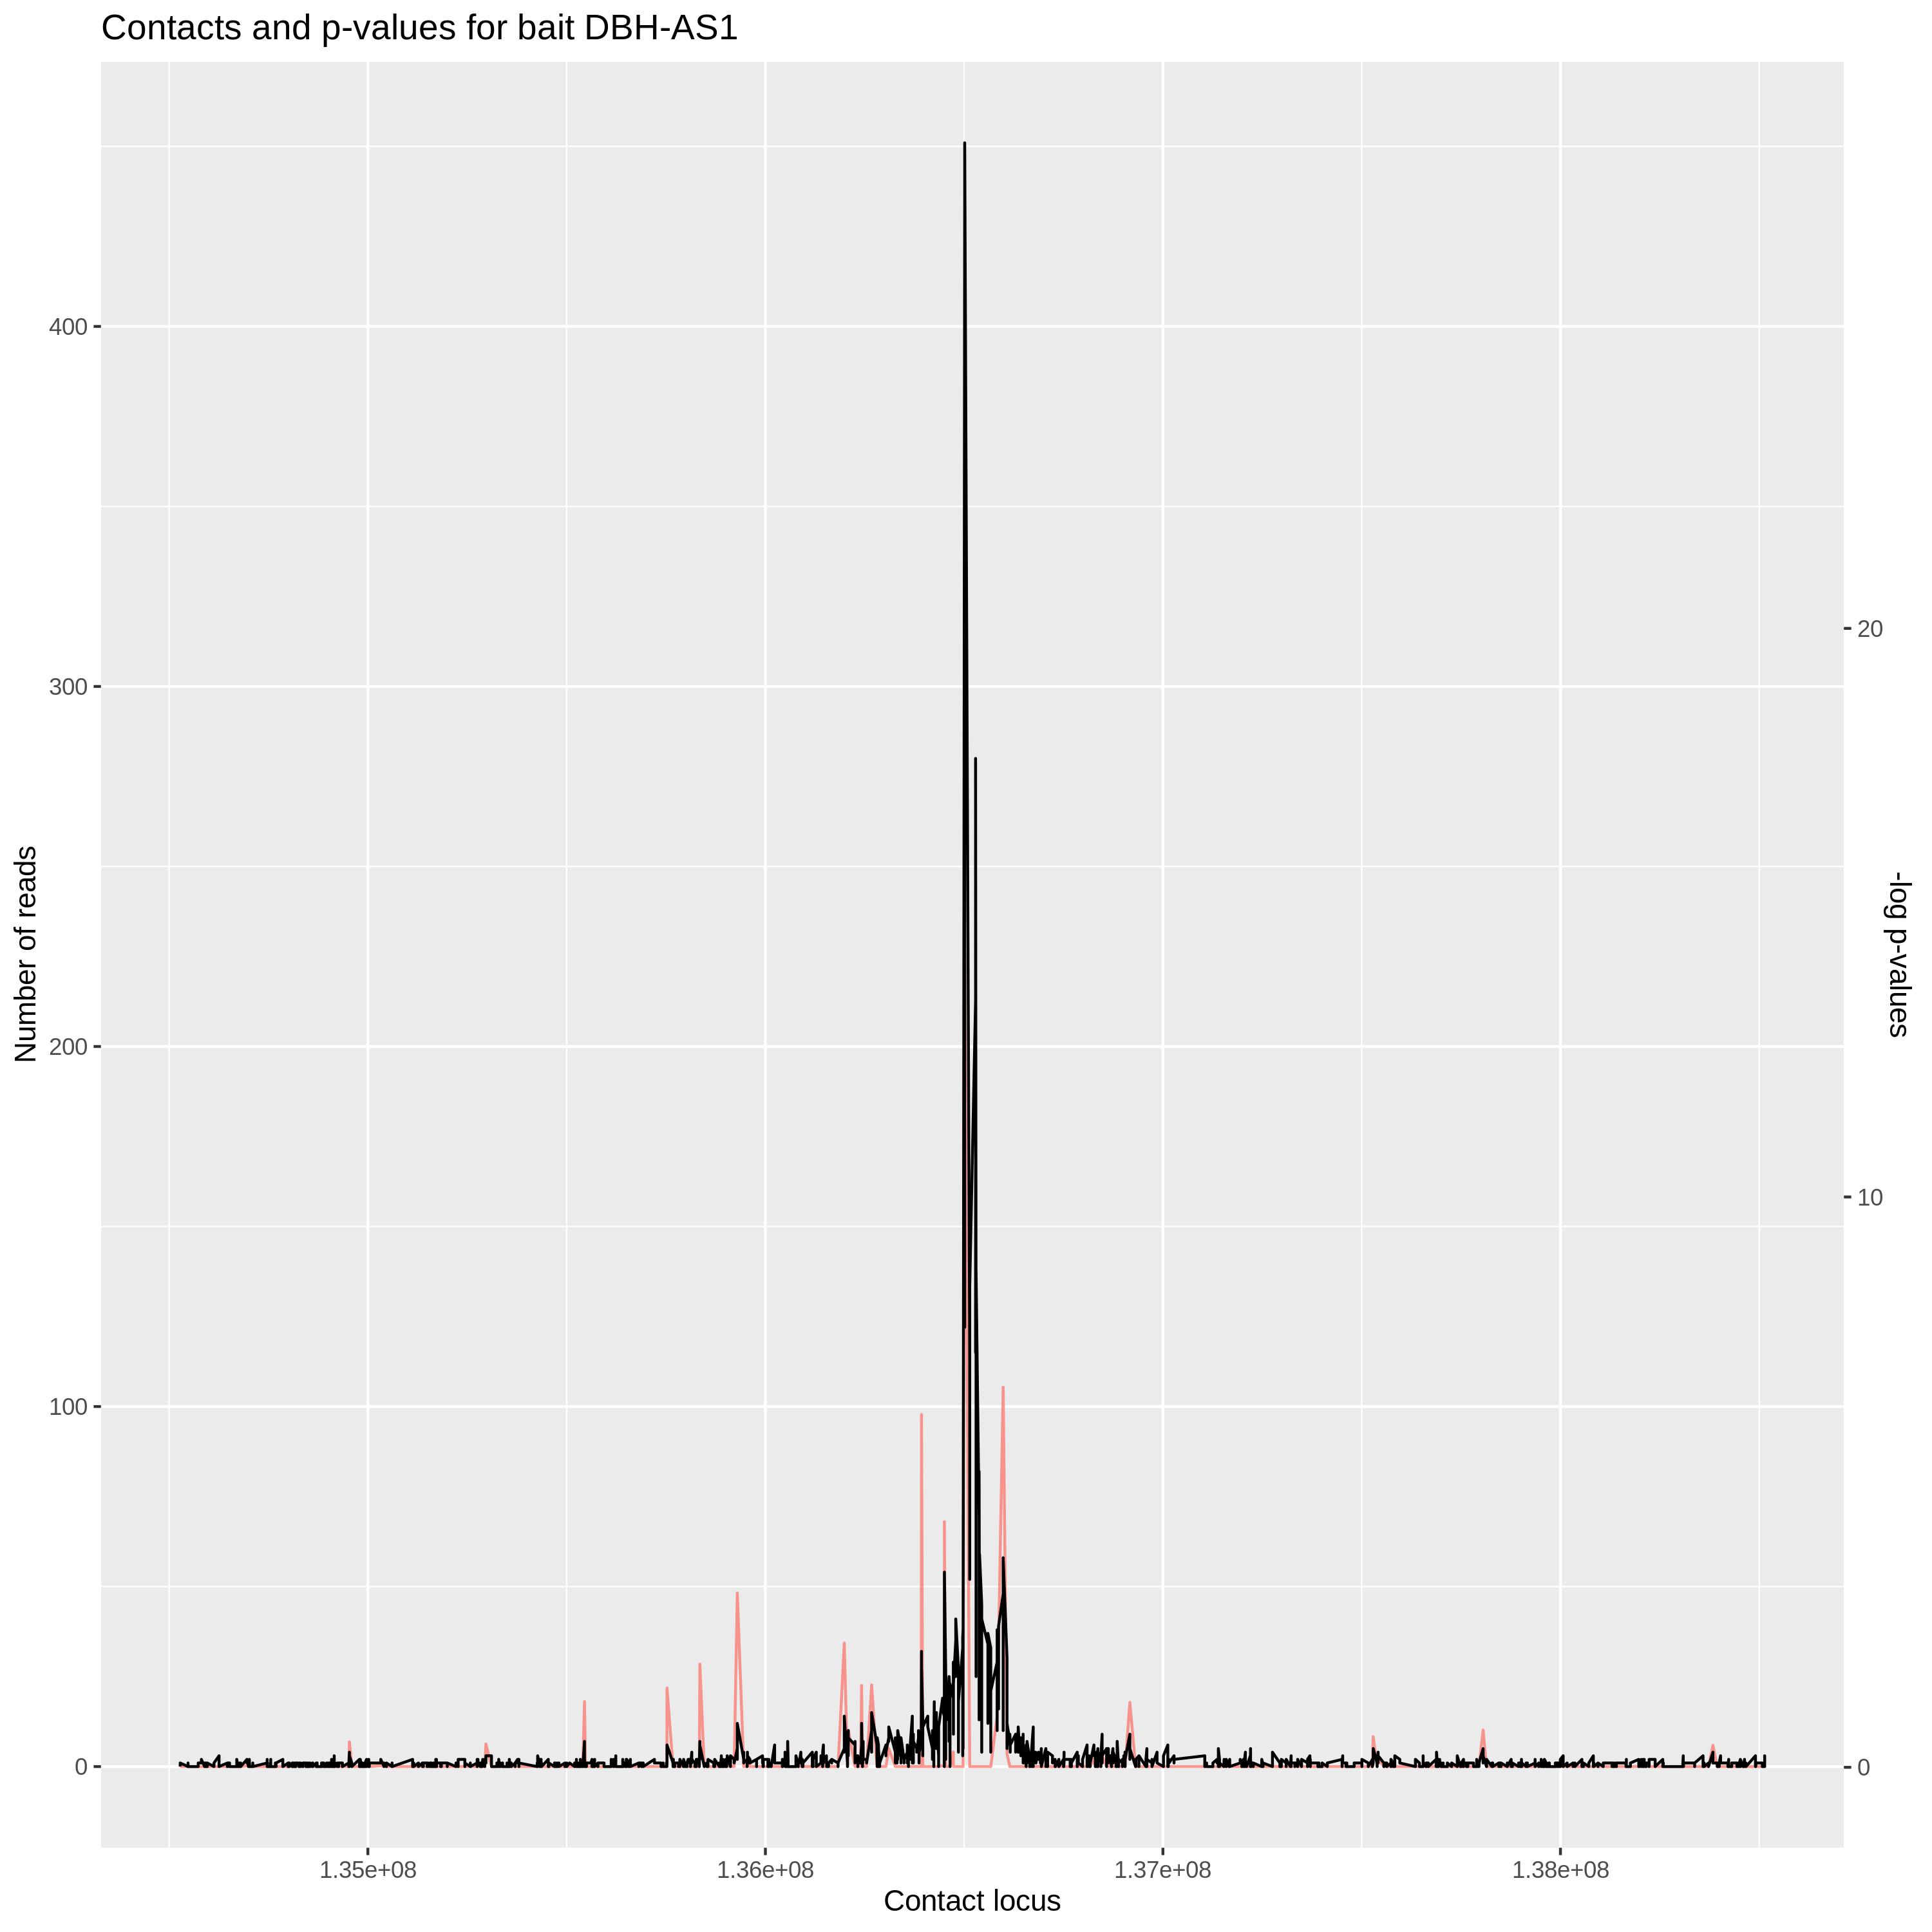 Contacts and p-values for bait DBH-AS1
Number of reads
400
300
200
100
0
20
10
0
-log p-values
1.35e+08
1.36e+08
1.37e+08
1.38e+08
Contact locus